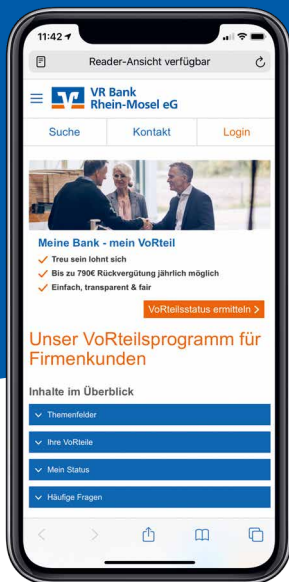 11:42
Reader-Ansicht verfügbar
VR Bank
Rhein-Mosel eG
Suche
Kontakt
Login
Meine Bank - mein VoRteil
Treu sein lohnt sich
Bis zu 790€ Rückvergütung jährlich möglich
Einfach, transparent & fair
VoRteilsstatus ermitteln >
Unser VoRteilsprogramm für
Firmenkunden
Inhalte im Überblick
Themenfelder
Ihre VoRteile
Mein Status
Häufige Fragen